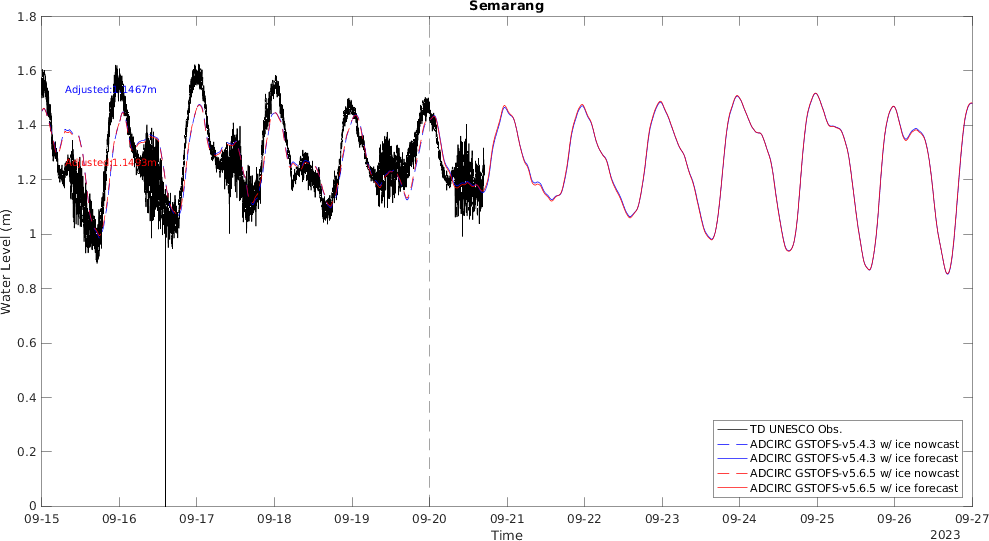 Semarang
1.8
1.6
1.4
1.2
1
0.8
0.6
0.4
0.2
0
Water Level (m)
Adjusted:1.1467m
TD UNESCO Obs.
ADCIRC GSTOFS-v5.4.3 w/ ice nowcast
ADCIRC GSTOFS-v5.4.3 w/ ice forecast
ADCIRC GSTOFS-v5.6.5 w/ ice nowcast
ADCIRC GSTOFS-v5.6.5 w/ ice forecast
09-15 09-16 09-17 09-18 09-19 09-20 09-21 09-22 09-23 09-24 09-25 09-26 09-27
Time
2023